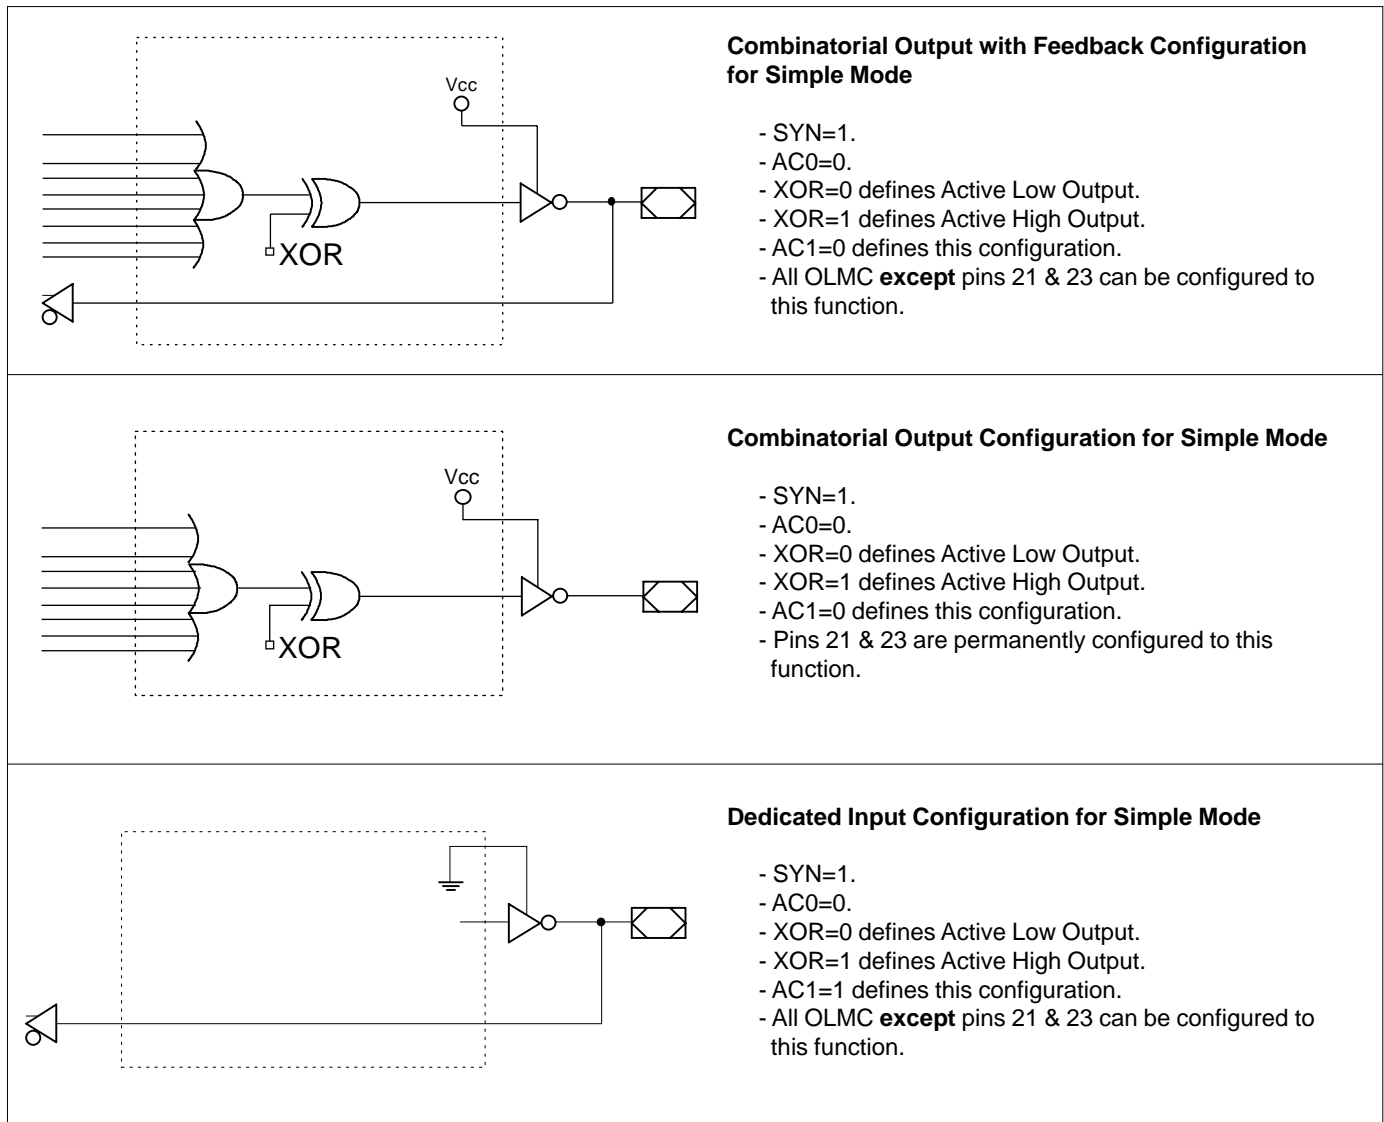 Vcc
XOR
Combinatorial Output with Feedback Configuration
for Simple Mode
- SYN=1.
- AC0=0.
- XOR=0 defines Active Low Output.
- XOR=1 defines Active High Output.
- AC1=0 defines this configuration.
- All OLMC except pins 21 & 23 can be configured to
this function.
Vcc
XOR
Combinatorial Output Configuration for Simple Mode
- SYN=1.
- AC0=0.
- XOR=0 defines Active Low Output.
- XOR=1 defines Active High Output.
- AC1=0 defines this configuration.
- Pins 21 & 23 are permanently configured to this
function.
Dedicated Input Configuration for Simple Mode
- SYN=1.
- AC0=0.
- XOR=0 defines Active Low Output.
- XOR=1 defines Active High Output.
- AC1=1 defines this configuration.
- All OLMC except pins 21 & 23 can be configured to
this function.